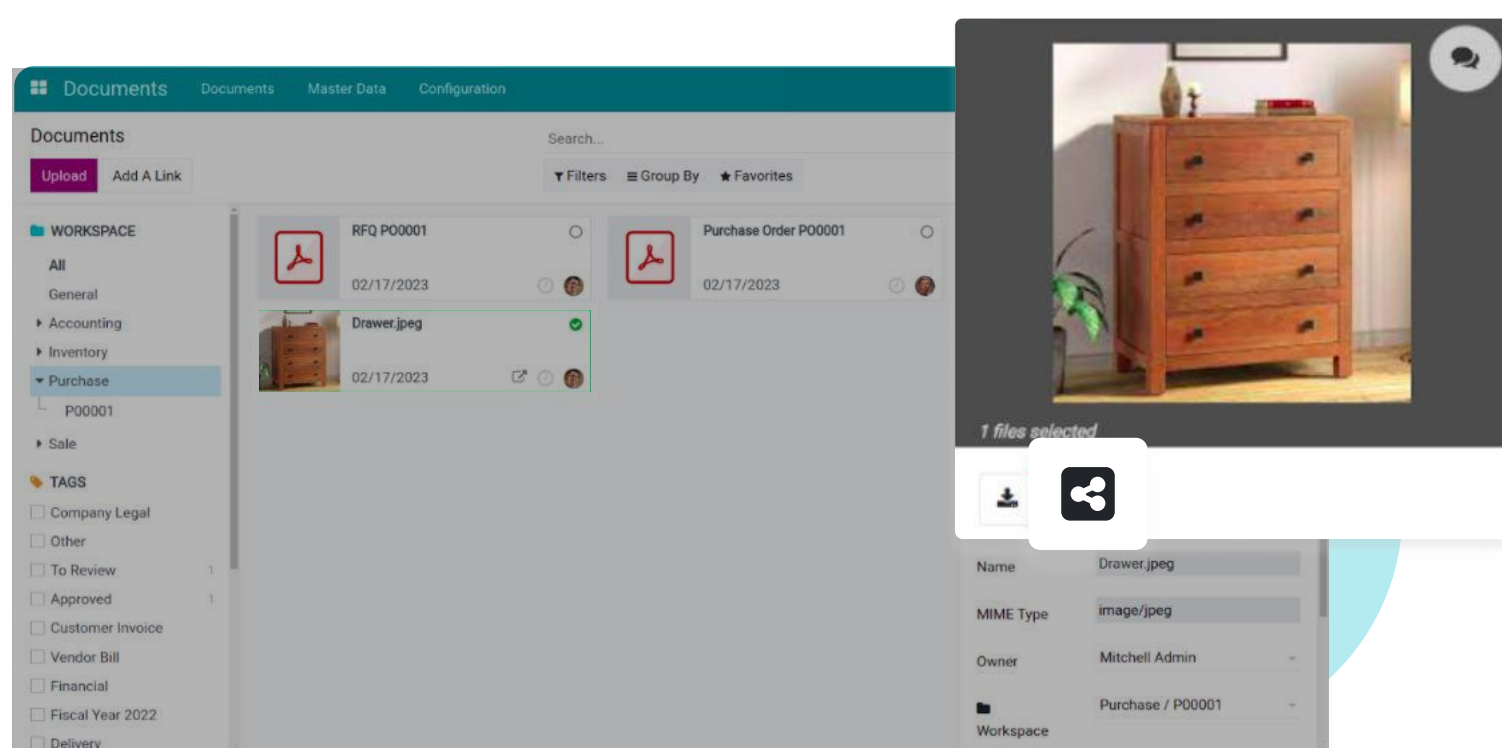 Documents
Documents Master Data Configuration
Documents
Search...
Upload Add A Link
Filters Group By Favorites
WORKSPACE
All
General
Accounting
Inventory
Purchase
P00001
Sale
TAGS
Company Legal
Other
To Review 1
Approved 1
Customer Invoice
Vendor Bill
Financial
Fiscal Year 2022
Delivery
RFQ P00001
02/17/2023
Purchase Order P00001
02/17/2023
Drawer.jpeg
02/17/2023
1 files selected
Name Drawer.jpeg
MIME Type image/jpeg
Owner Mitchell Admin
Workspace Purchase / P00001